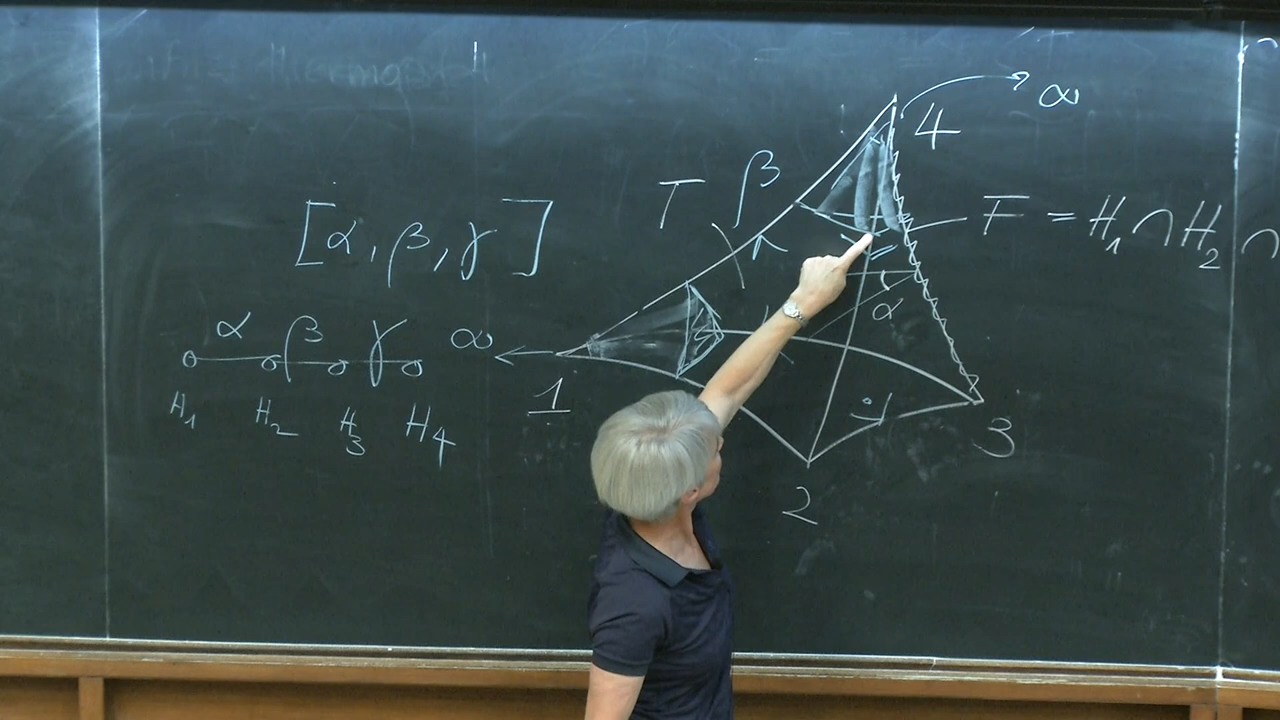 [α, β, γ]
α β γ
H₁ H₂ H₃ H₄
T β
4
∞
F = H₁ ∩ H₂ ∩
α
∞
1
2
3